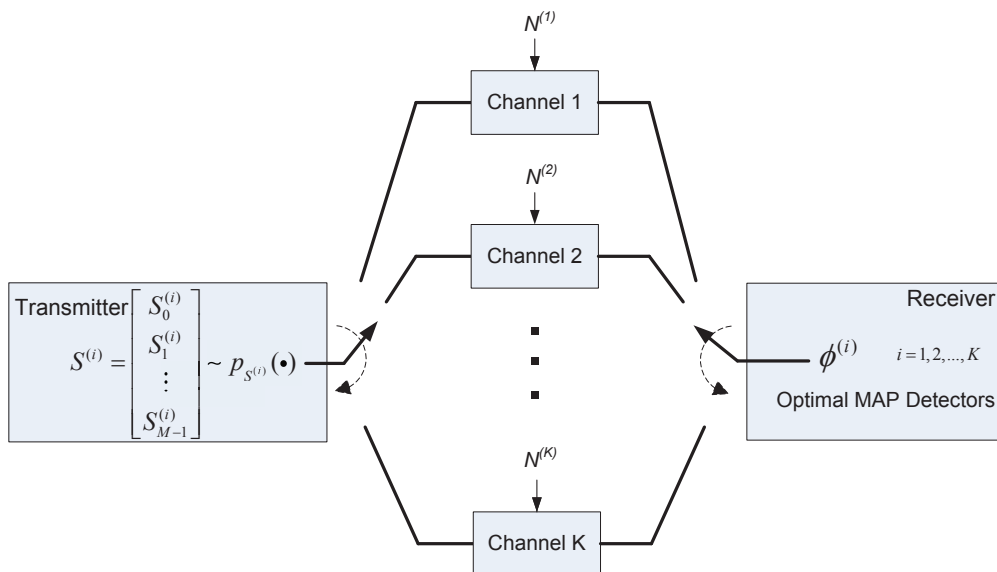 N^{(1)}
Channel 1
N^{(2)}
Channel 2
Transmitter
S^{(i)} = [S_0^{(i)} S_1^{(i)} ⋮ S_{M-1}^{(i)}] ~ p_{S^{(i)}}(•)
Receiver
ϕ^{(i)} i = 1, 2, ..., K
Optimal MAP Detectors
N^{(K)}
Channel K